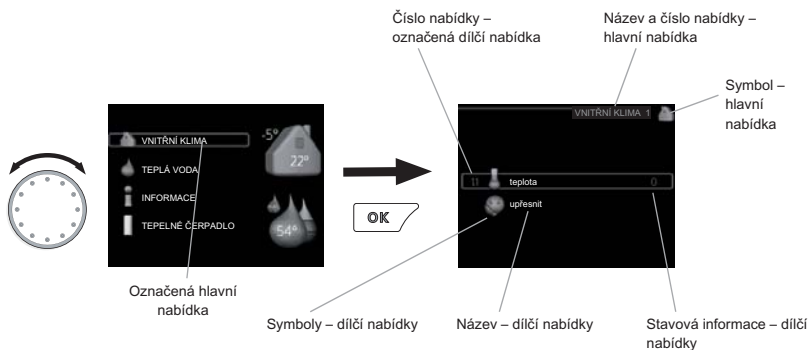 Číslo nabídky –
označená dílčí nabídka
Název a číslo nabídky –
hlavní nabídka
Symbol –
hlavní
nabídka
VNITŘNÍ KLIMA
TEPLÁ VODA
INFORMACE
TEPELNÉ ČERPADLO
-5°
22°
54°
OK
VNITŘNÍ KLIMA 1
1.1
teplota
0
upřesnit
Označená hlavní
nabídka
Symboly – dílčí nabídky
Název – dílčí nabídky
Stavová informace – dílčí
nabídky